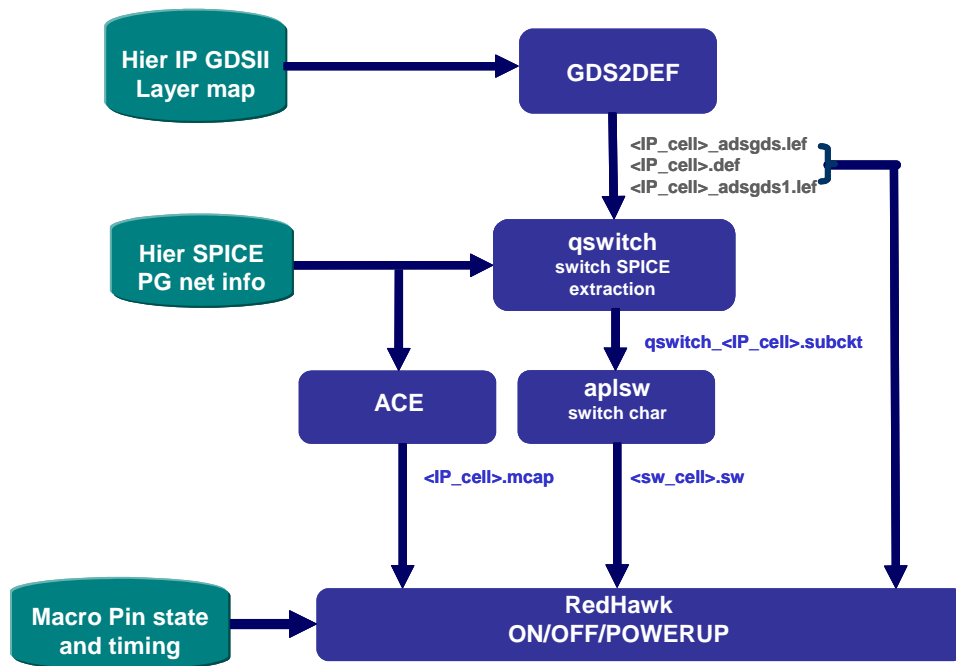 Hier IP GDSII
Layer map
GDS2DEF
<IP_cell>_adsgds.lef
<IP_cell>.def
<IP_cell>_adsgds1.lef
Hier SPICE
PG net info
qswitch
switch SPICE
extraction
qswitch_<IP_cell>.subckt
ACE
aplsw
switch char
<IP_cell>.mcap
<sw_cell>.sw
Macro Pin state
and timing
RedHawk
ON/OFF/POWERUP